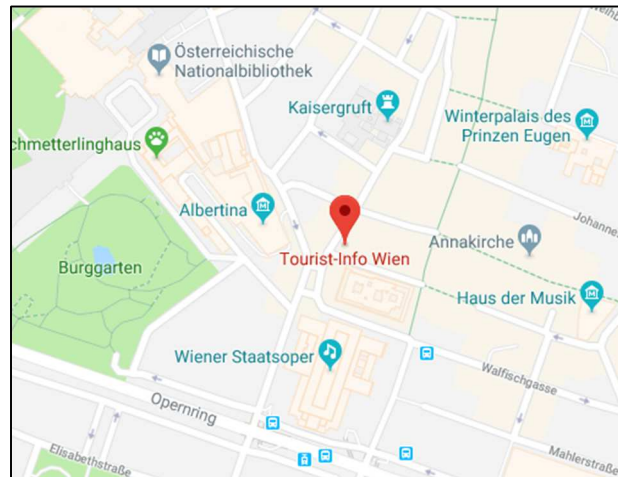 Österreichische
Nationalbibliothek
Kaisergruft
Winterpalais des
Prinzen Eugen
chmetterlinghaus
Albertina
Johannes
Annakirche
Tourist-Info Wien
Burggarten
Haus der Musik
Wiener Staatsoper
Walfischgasse
Opernring
Elisabethstraße
Mahlerstraße